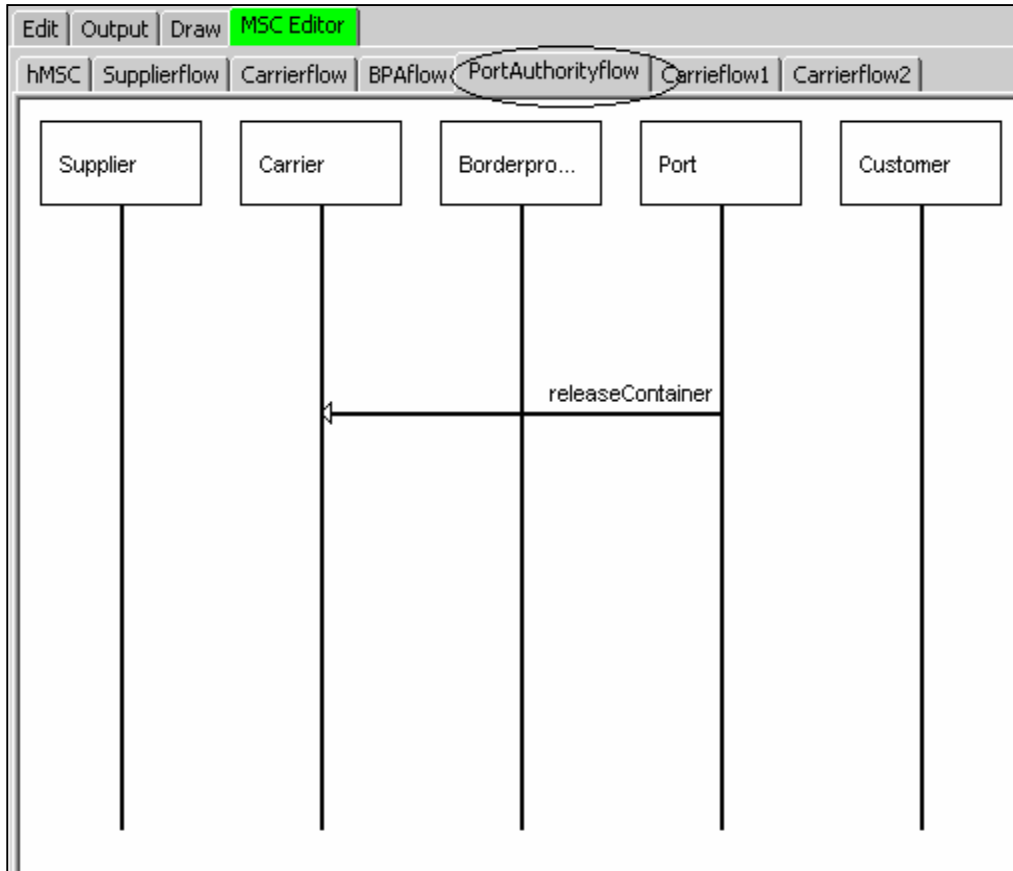 Edit Output Draw MSC Editor
hMSC Supplierflow Carrierflow BPAflow PortAuthorityflow Carrieflow1 Carrierflow2
Supplier Carrier Borderpro... Port Customer
releaseContainer